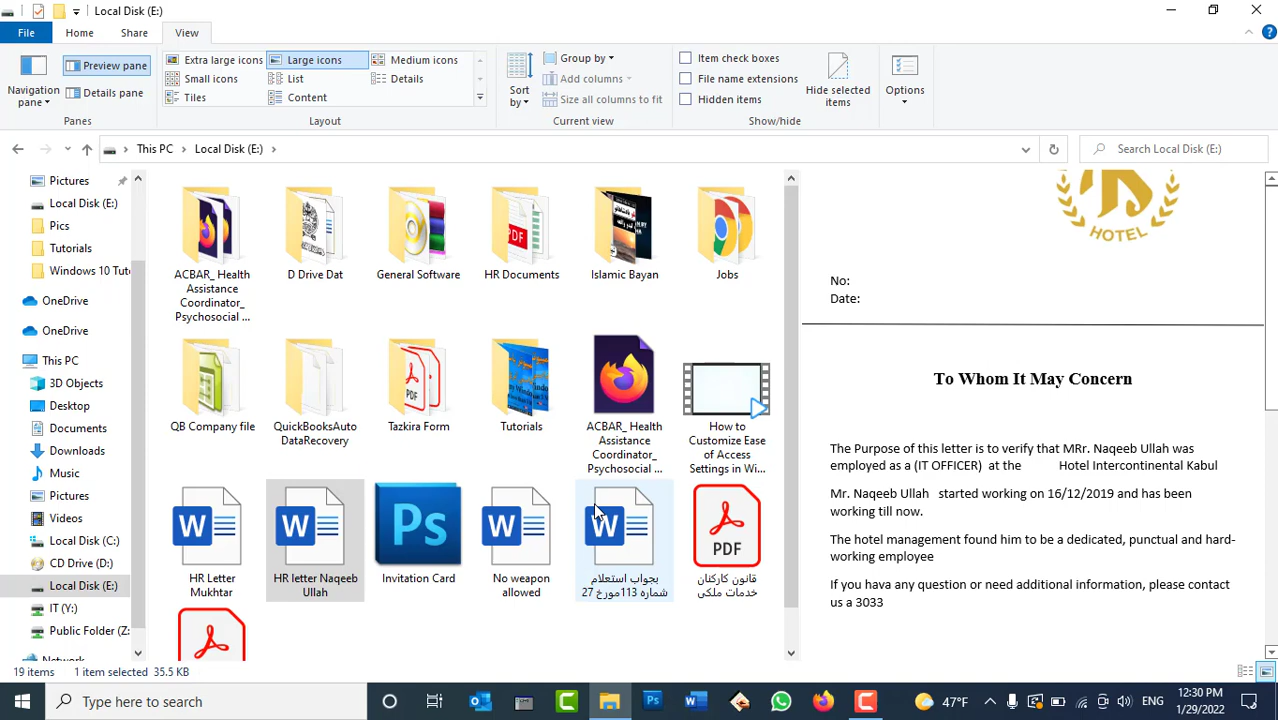 Local Disk (E:)
File
Home
Share
View
Navigation pane
Preview pane
Details pane
Panes
Extra large icons
Large icons
Medium icons
Small icons
List
Details
Tiles
Content
Layout
Sort by
Group by
Add columns
Size all columns to fit
Current view
Item check boxes
File name extensions
Hidden items
Hide selected items
Show/hide
Options
This PC > Local Disk (E:) >
Search Local Disk (E:)
Pictures
Local Disk (E:)
Pics
Tutorials
Windows 10 Tut
OneDrive
OneDrive
This PC
3D Objects
Desktop
Documents
Downloads
Music
Pictures
Videos
Local Disk (C:)
CD Drive (D:)
Local Disk (E:)
IT (Y:)
Public Folder (Z:
Network
ACBAR_ Health
Assistance
Coordinator_
Psychosocial ...
D Drive Dat
General Software
HR Documents
PDF
Islamic Bayan
Jobs
QB Company file
QuickBooksAuto
DataRecovery
PDF
Tazkira Form
Tutorials
ACBAR_ Health
Assistance
Coordinator_
Psychosocial ...
How to
Customize Ease
of Access
Settings in Wi...
HR Letter
Mukhtar
HR letter Naqeeb
Ullah
Ps
Invitation Card
No weapon
allowed
بجواب استعلام
شماره 113مورخ 27
PDF
قانون کارکنان
خدمات ملکی
HOTEL
No:
Date:
To Whom It May Concern
The Purpose of this letter is to verify that MRr. Naqeeb Ullah was
employed as a (IT OFFICER) at the Hotel Intercontinental Kabul
Mr. Naqeeb Ullah started working on 16/12/2019 and has been
working till now.
The hotel management found him to be a dedicated, punctual and hard-
working employee
If you hava any question or need additional information, please contact
us a 3033
19 items
1 item selected 35.5 KB
Type here to search
47°F
ENG
12:30 PM
1/29/2022